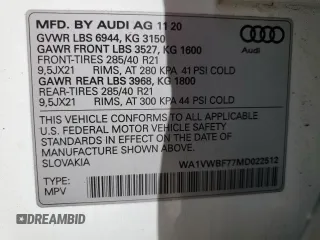 MFD. BY AUDI AG 11 20
GVWR LBS 6944, KG 3150
GAWR FRONT LBS 3527, KG 1600
FRONT-TIRES 285/40 R21
9,5JX21 RIMS, AT 280 KPA 41 PSI COLD
GAWR REAR LBS 3968, KG 1800
REAR-TIRES 285/40 R21
9,5JX21 RIMS, AT 300 KPA 44 PSI COLD
Audi
THIS VEHICLE CONFORMS TO ALL APPLICABLE
U.S. FEDERAL MOTOR VEHICLE SAFETY STANDARDS
IN EFFECT ON THE DATE OF MANUFACTURE
SHOWN ABOVE.
SLOVAKIA WA1VWBF77MD022512
TYPE:
MPV
DREAMBID